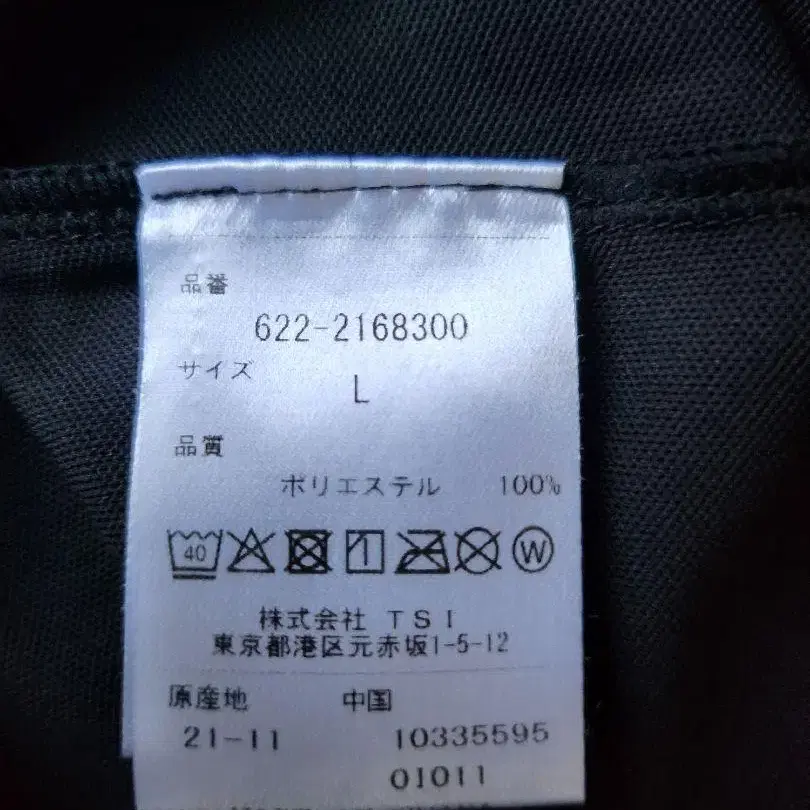 品番
622-2168300
サイズ
L
品質
ポリエステル 100%
40
W
株式会社 TSI
東京都港区元赤坂1-5-12
原産地 中国
21-11 10335595
01011